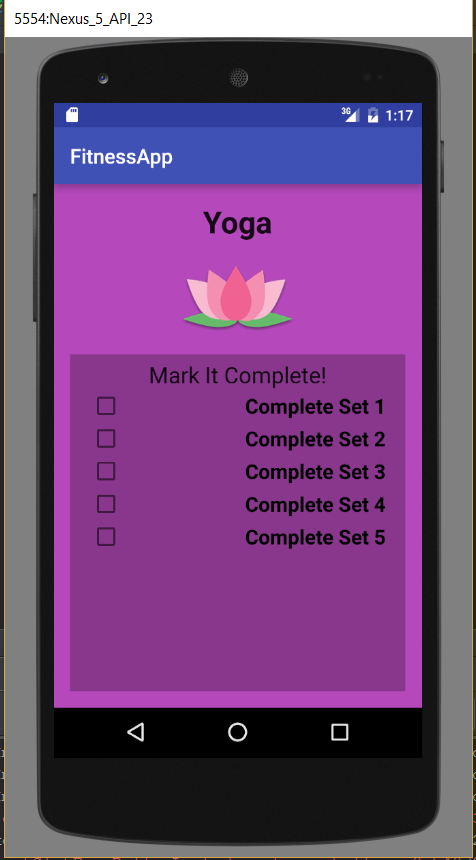 5554:Nexus_5_API_23
3G 1:17
FitnessApp
Yoga
Mark It Complete!
Complete Set 1
Complete Set 2
Complete Set 3
Complete Set 4
Complete Set 5